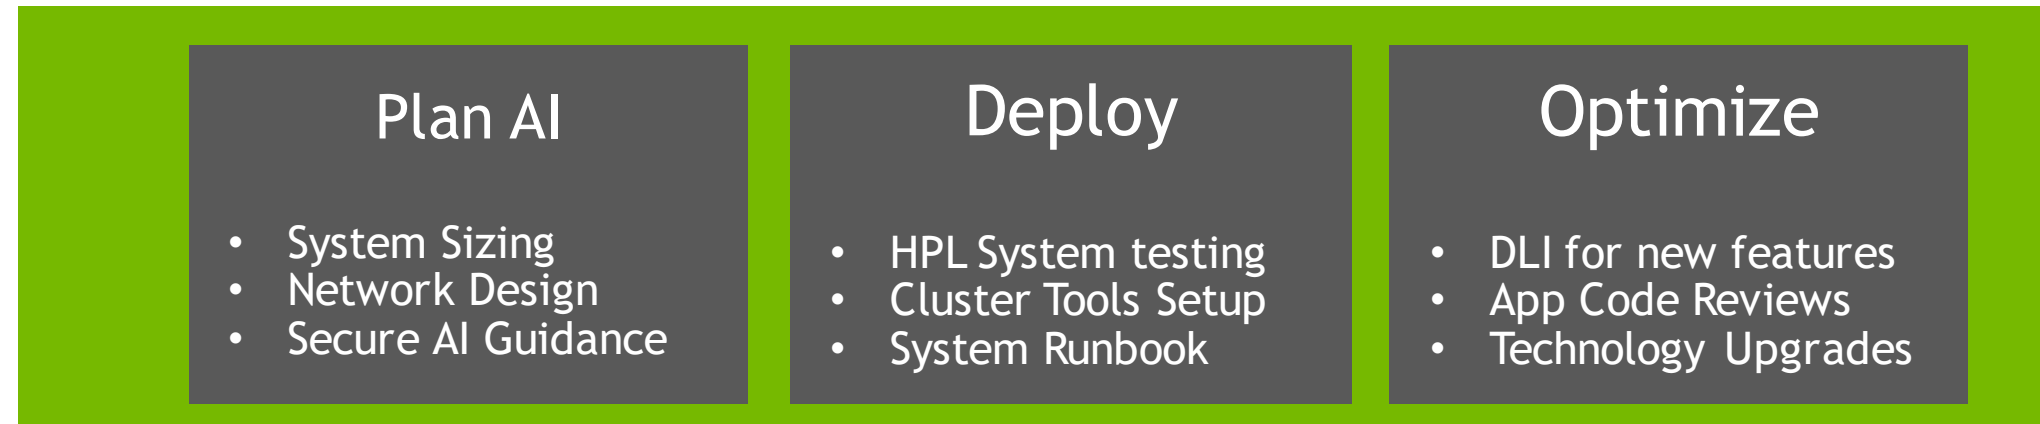 Plan AI
• System Sizing
• Network Design
• Secure AI Guidance
Deploy
• HPL System testing
• Cluster Tools Setup
• System Runbook
Optimize
• DLI for new features
• App Code Reviews
• Technology Upgrades